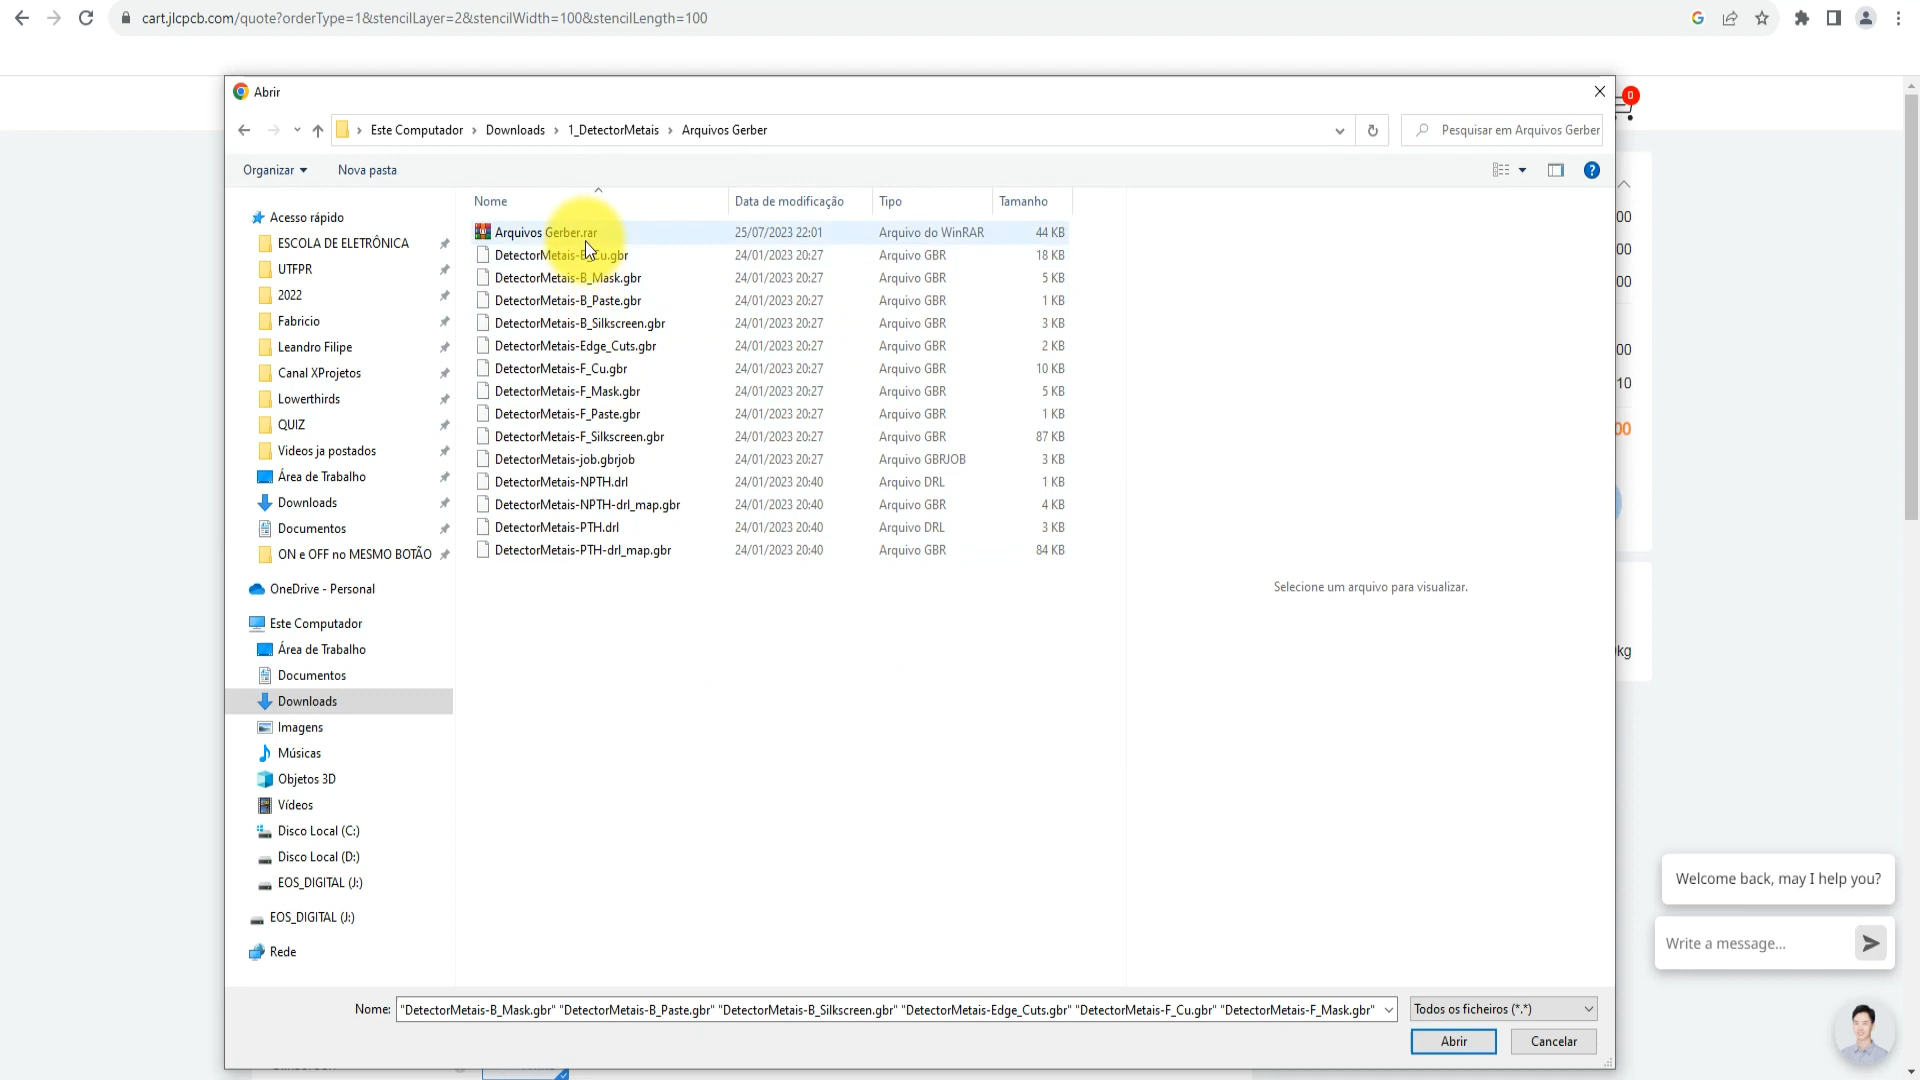 cart.jlcpcb.com/quote?orderType=1&stencilLayer=2&stencilWidth=100&stencilLength=100
Abrir
0
Este Computador > Downloads > 1_DetectorMetais > Arquivos Gerber
Pesquisar em Arquivos Gerber
Organizar
Nova pasta
Nome Data de modificação Tipo Tamanho
Arquivos Gerber.rar 25/07/2023 22:01 Arquivo do WinRAR 44 KB
DetectorMetais-B_Cu.gbr 24/01/2023 20:27 Arquivo GBR 18 KB
DetectorMetais-B_Mask.gbr 24/01/2023 20:27 Arquivo GBR 5 KB
DetectorMetais-B_Paste.gbr 24/01/2023 20:27 Arquivo GBR 1 KB
DetectorMetais-B_Silkscreen.gbr 24/01/2023 20:27 Arquivo GBR 3 KB
DetectorMetais-Edge_Cuts.gbr 24/01/2023 20:27 Arquivo GBR 2 KB
DetectorMetais-F_Cu.gbr 24/01/2023 20:27 Arquivo GBR 10 KB
DetectorMetais-F_Mask.gbr 24/01/2023 20:27 Arquivo GBR 5 KB
DetectorMetais-F_Paste.gbr 24/01/2023 20:27 Arquivo GBR 1 KB
DetectorMetais-F_Silkscreen.gbr 24/01/2023 20:27 Arquivo GBR 87 KB
DetectorMetais-job.gbrjob 24/01/2023 20:27 Arquivo GBRJOB 3 KB
DetectorMetais-NPTH.drl 24/01/2023 20:40 Arquivo DRL 1 KB
DetectorMetais-NPTH-drl_map.gbr 24/01/2023 20:40 Arquivo GBR 4 KB
DetectorMetais-PTH.drl 24/01/2023 20:40 Arquivo DRL 3 KB
DetectorMetais-PTH-drl_map.gbr 24/01/2023 20:40 Arquivo GBR 84 KB
Acesso rápido
ESCOLA DE ELETRÔNICA
UTFPR
2022
Fabricio
Leandro Filipe
Canal XProjetos
Lowerthirds
QUIZ
Videos ja postados
Área de Trabalho
Downloads
Documentos
ON e OFF no MESMO BOTÃO
OneDrive - Personal
Este Computador
Área de Trabalho
Documentos
Downloads
Imagens
Músicas
Objetos 3D
Vídeos
Disco Local (C:)
Disco Local (D:)
EOS_DIGITAL (J:)
EOS_DIGITAL (J:)
Rede
Selecione um arquivo para visualizar.
00
00
00
00
10
00
kg
Welcome back, may I help you?
Write a message...
Nome: "DetectorMetais-B_Mask.gbr" "DetectorMetais-B_Paste.gbr" "DetectorMetais-B_Silkscreen.gbr" "DetectorMetais-Edge_Cuts.gbr" "DetectorMetais-F_Cu.gbr" "DetectorMetais-F_Mask.gbr"
Todos os ficheiros (*.*)
Abrir
Cancelar